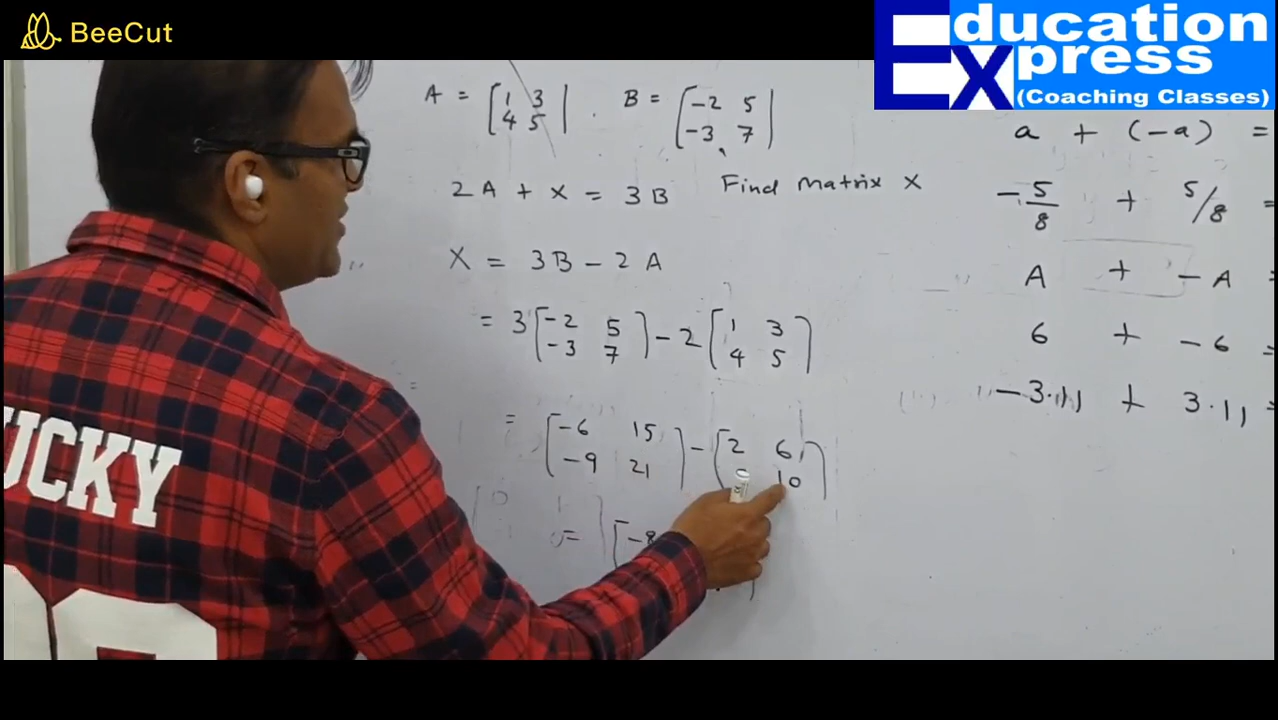 BeeCut
Education
Express
(Coaching Classes)
A = [1 3
4 5] . B = [-2 5
-3 7]
2A + X = 3B Find matrix X
X = 3B - 2A
= 3[-2 5
-3 7] - 2[1 3
4 5]
= [-6 15
-9 21] - [2 6
10]
= [-8
a + (-a) =
-5/8 + 5/8 =
A + -A =
6 + -6 =
-3.11 + 3.11 =
UCKY